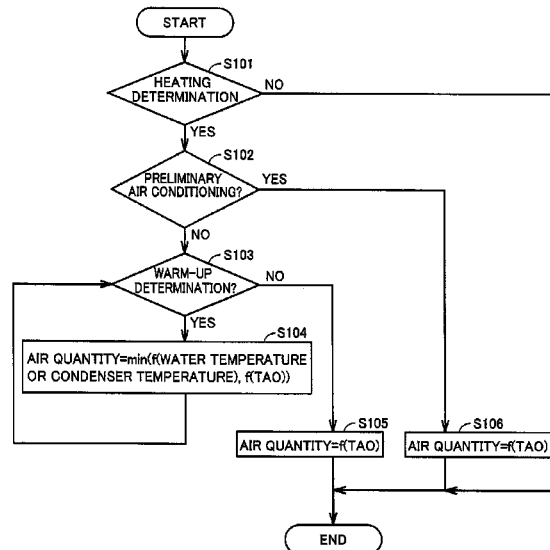 START
S101
HEATING
DETERMINATION
NO
YES
S102
PRELIMINARY
AIR CONDITIONING?
YES
NO
S103
WARM-UP
DETERMINATION?
NO
YES
S104
AIR QUANTITY=min(f(WATER TEMPERATURE
OR CONDENSER TEMPERATURE), f(TAO))
S105
AIR QUANTITY=f(TAO)
S106
AIR QUANTITY=f(TAO)
END